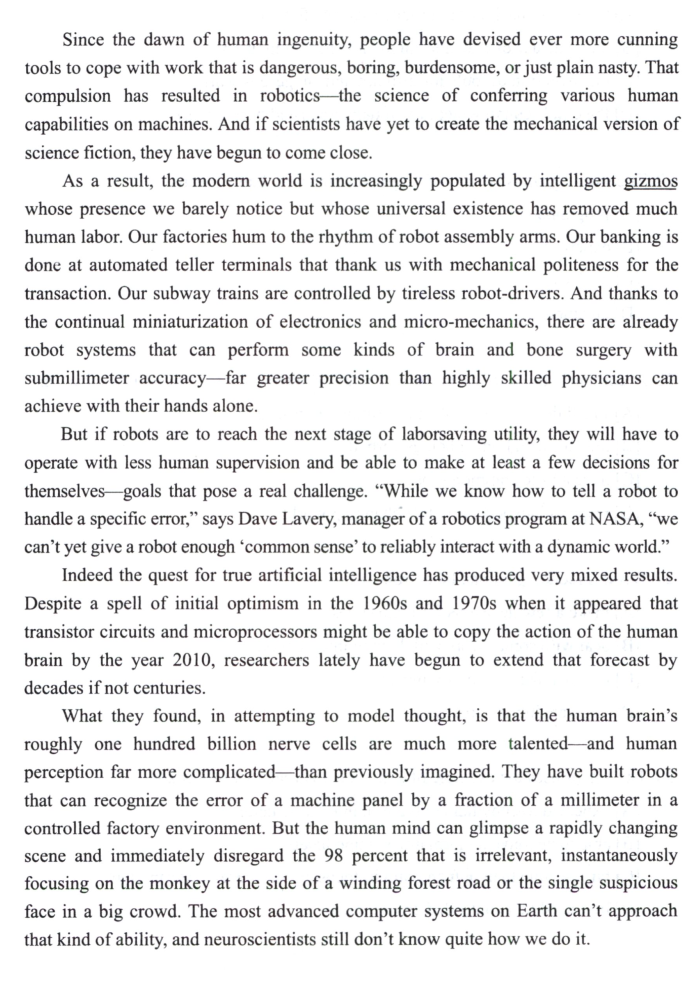 Since the dawn of human ingenuity, people have devised ever more cunning
tools to cope with work that is dangerous, boring, burdensome, or just plain nasty. That
compulsion has resulted in robotics—the science of conferring various human
capabilities on machines. And if scientists have yet to create the mechanical version of
science fiction, they have begun to come close.
As a result, the modern world is increasingly populated by intelligent gizmos
whose presence we barely notice but whose universal existence has removed much
human labor. Our factories hum to the rhythm of robot assembly arms. Our banking is
done at automated teller terminals that thank us with mechanical politeness for the
transaction. Our subway trains are controlled by tireless robot-drivers. And thanks to
the continual miniaturization of electronics and micro-mechanics, there are already
robot systems that can perform some kinds of brain and bone surgery with
submillimeter accuracy—far greater precision than highly skilled physicians can
achieve with their hands alone.
But if robots are to reach the next stage of laborsaving utility, they will have to
operate with less human supervision and be able to make at least a few decisions for
themselves—goals that pose a real challenge. “While we know how to tell a robot to
handle a specific error,” says Dave Lavery, manager of a robotics program at NASA, “we
can’t yet give a robot enough ‘common sense’ to reliably interact with a dynamic world.”
Indeed the quest for true artificial intelligence has produced very mixed results.
Despite a spell of initial optimism in the 1960s and 1970s when it appeared that
transistor circuits and microprocessors might be able to copy the action of the human
brain by the year 2010, researchers lately have begun to extend that forecast by
decades if not centuries.
What they found, in attempting to model thought, is that the human brain’s
roughly one hundred billion nerve cells are much more talented—and human
perception far more complicated—than previously imagined. They have built robots
that can recognize the error of a machine panel by a fraction of a millimeter in a
controlled factory environment. But the human mind can glimpse a rapidly changing
scene and immediately disregard the 98 percent that is irrelevant, instantaneously
focusing on the monkey at the side of a winding forest road or the single suspicious
face in a big crowd. The most advanced computer systems on Earth can’t approach
that kind of ability, and neuroscientists still don’t know quite how we do it.